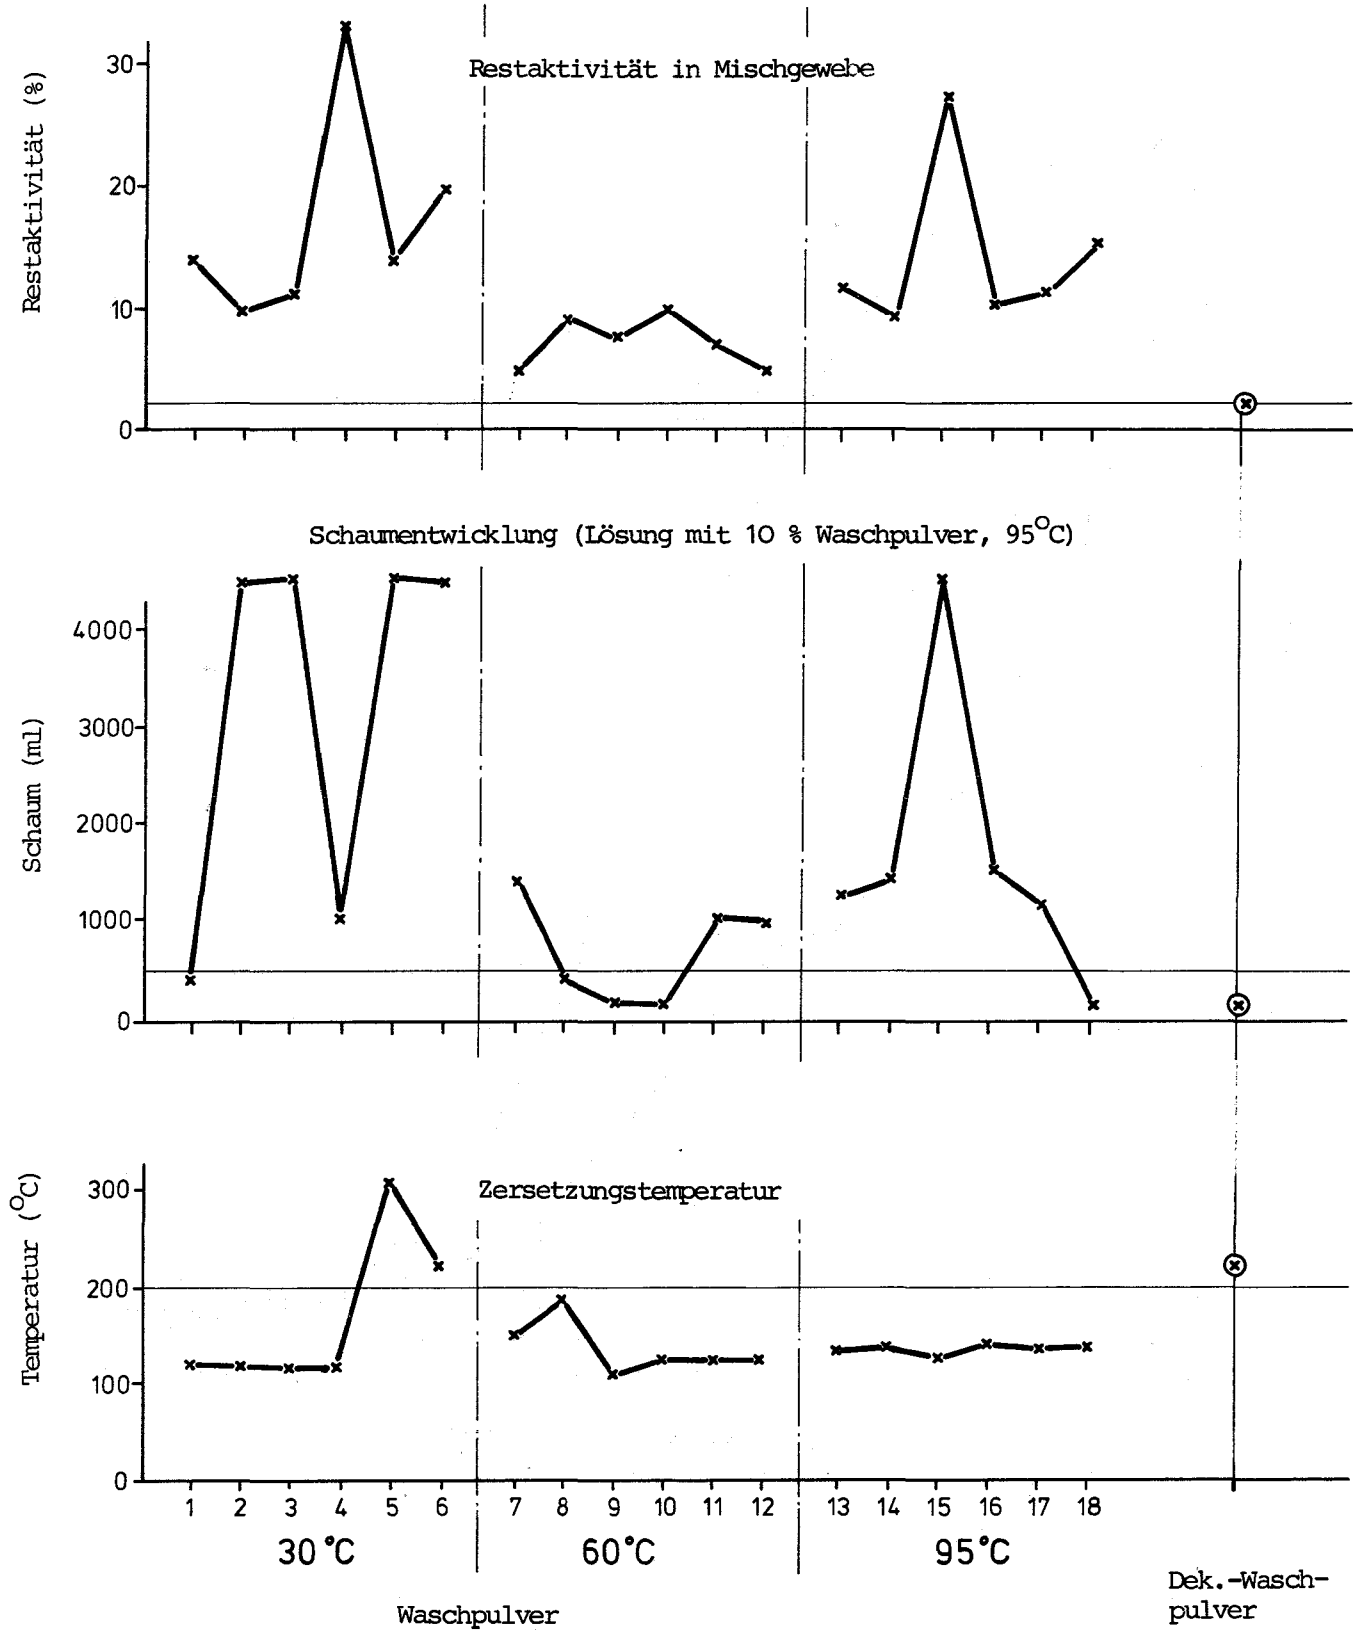 Restaktivität in Mischgewebe
Restaktivität (%)
30
20
10
0
Schaumentwicklung (Lösung mit 10 % Waschpulver, 95°C)
Schaum (ml)
4000
3000
2000
1000
0
Zersetzungstemperatur
Temperatur (°C)
300
200
100
0
1 2 3 4 5 6 7 8 9 10 11 12 13 14 15 16 17 18
30°C 60°C 95°C
Dek.-Wasch-
pulver
Waschpulver